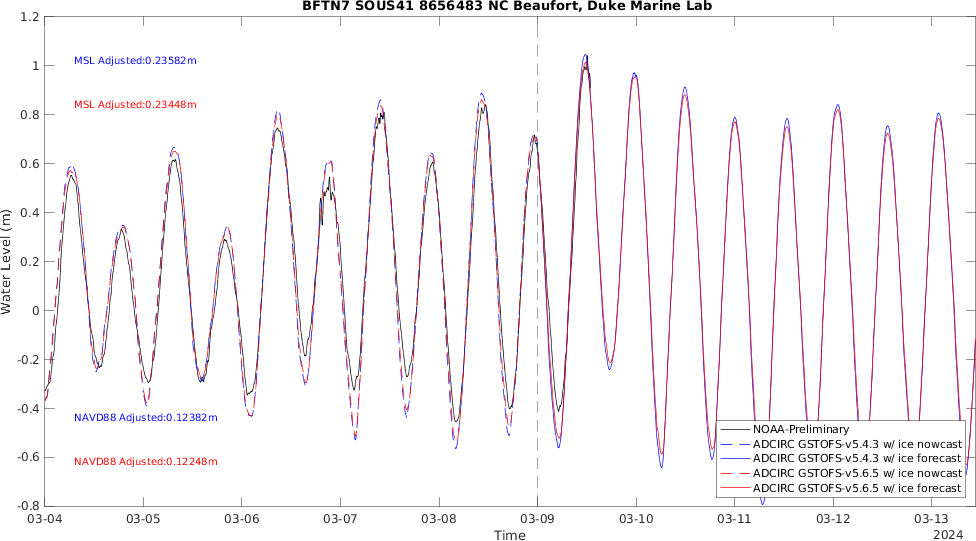 BFTN7 SOUS41 8656483 NC Beaufort, Duke Marine Lab
1.2
1
0.8
0.6
0.4
0.2
0
-0.2
-0.4
-0.6
-0.8
Water Level (m)
MSL Adjusted:0.23582m
MSL Adjusted:0.23448m
NAVD88 Adjusted:0.12382m
NAVD88 Adjusted:0.12248m
NOAA-Preliminary
ADCIRC GSTOFS-v5.4.3 w/ ice nowcast
ADCIRC GSTOFS-v5.4.3 w/ ice forecast
ADCIRC GSTOFS-v5.6.5 w/ ice nowcast
ADCIRC GSTOFS-v5.6.5 w/ ice forecast
03-04 03-05 03-06 03-07 03-08 03-09 03-10 03-11 03-12 03-13
Time
2024